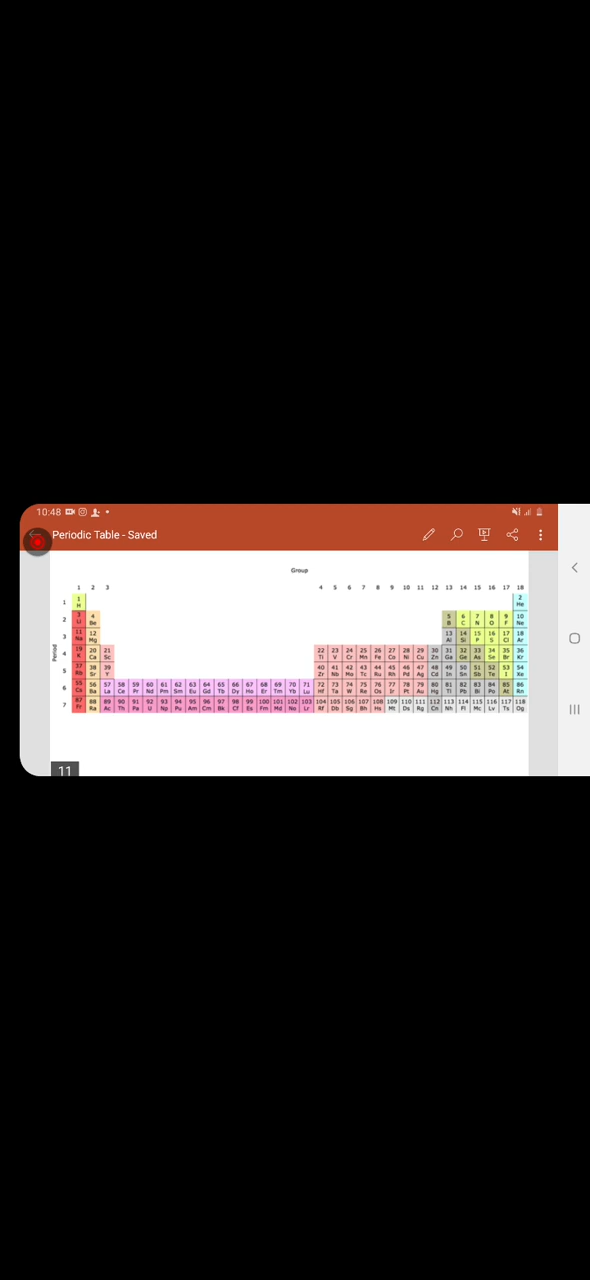 10:48
Periodic Table - Saved
Group
1 2 3 4 5 6 7 8 9 10 11 12 13 14 15 16 17 18
Period
1 1 2
H He
2 3 4 5 6 7 8 9 10
Li Be B C N O F Ne
3 11 12 13 14 15 16 17 18
Na Mg Al Si P S Cl Ar
4 19 20 21 22 23 24 25 26 27 28 29 30 31 32 33 34 35 36
K Ca Sc Ti V Cr Mn Fe Co Ni Cu Zn Ga Ge As Se Br Kr
5 37 38 39 40 41 42 43 44 45 46 47 48 49 50 51 52 53 54
Rb Sr Y Zr Nb Mo Tc Ru Rh Pd Ag Cd In Sn Sb Te I Xe
6 55 56 57 58 59 60 61 62 63 64 65 66 67 68 69 70 71 72 73 74 75 76 77 78 79 80 81 82 83 84 85 86
Cs Ba La Ce Pr Nd Pm Sm Eu Gd Tb Dy Ho Er Tm Yb Lu Hf Ta W Re Os Ir Pt Au Hg Tl Pb Bi Po At Rn
7 87 88 89 90 91 92 93 94 95 96 97 98 99 100 101 102 103 104 105 106 107 108 109 110 111 112 113 114 115 116 117 118
Fr Ra Ac Th Pa U Np Pu Am Cm Bk Cf Es Fm Md No Lr Rf Db Sg Bh Hs Mt Ds Rg Cn Nh Fl Mc Lv Ts Og
11